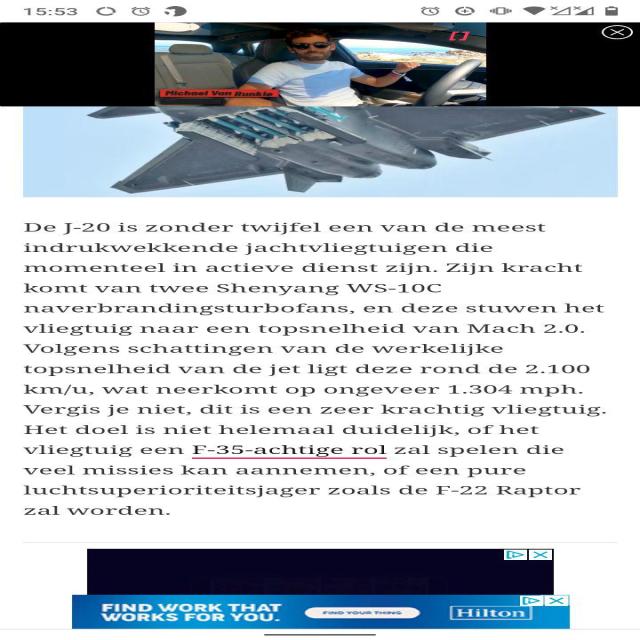 15:53
Michael Van Runkle
De J-20 is zonder twijfel een van de meest
indrukwekkende jachtvliegtuigen die
momenteel in actieve dienst zijn. Zijn kracht
komt van twee Shenyang WS-10C
naverbrandingsturbofans, en deze stuwen het
vliegtuig naar een topsnelheid van Mach 2.0.
Volgens schattingen van de werkelijke
topsnelheid van de jet ligt deze rond de 2.100
km/u, wat neerkomt op ongeveer 1.304 mph.
Vergis je niet, dit is een zeer krachtig vliegtuig.
Het doel is niet helemaal duidelijk, of het
vliegtuig een F-35-achtige rol zal spelen die
veel missies kan aannemen, of een pure
luchtsuperioriteitsjager zoals de F-22 Raptor
zal worden.
FIND WORK THAT
WORKS FOR YOU.
FIND YOUR THING
Hilton